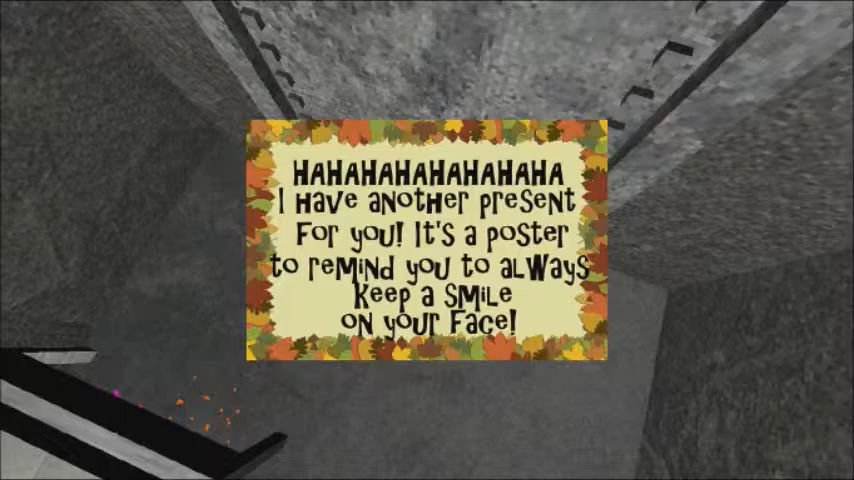 HAHAHAHAHAHAHAHA
I Have aNotHer preSent
For you! It's a poster
to reMiNd you to alWayS
Keep a SMiLe
on your Face!